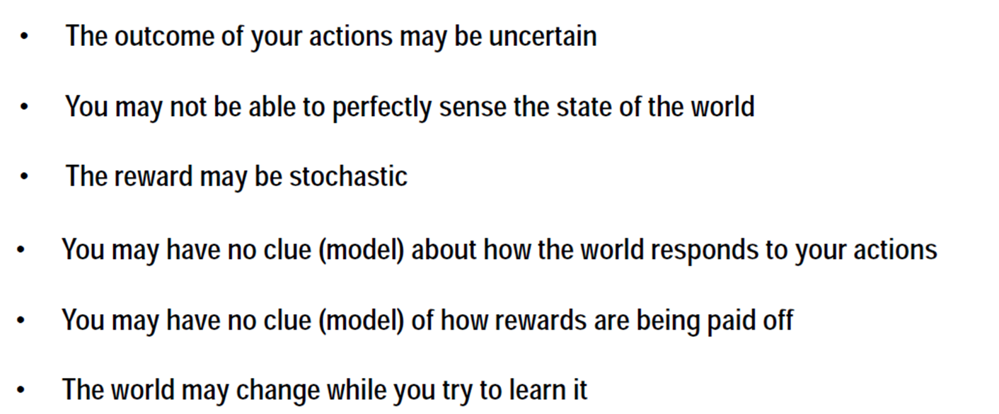 • The outcome of your actions may be uncertain
• You may not be able to perfectly sense the state of the world
• The reward may be stochastic
• You may have no clue (model) about how the world responds to your actions
• You may have no clue (model) of how rewards are being paid off
• The world may change while you try to learn it